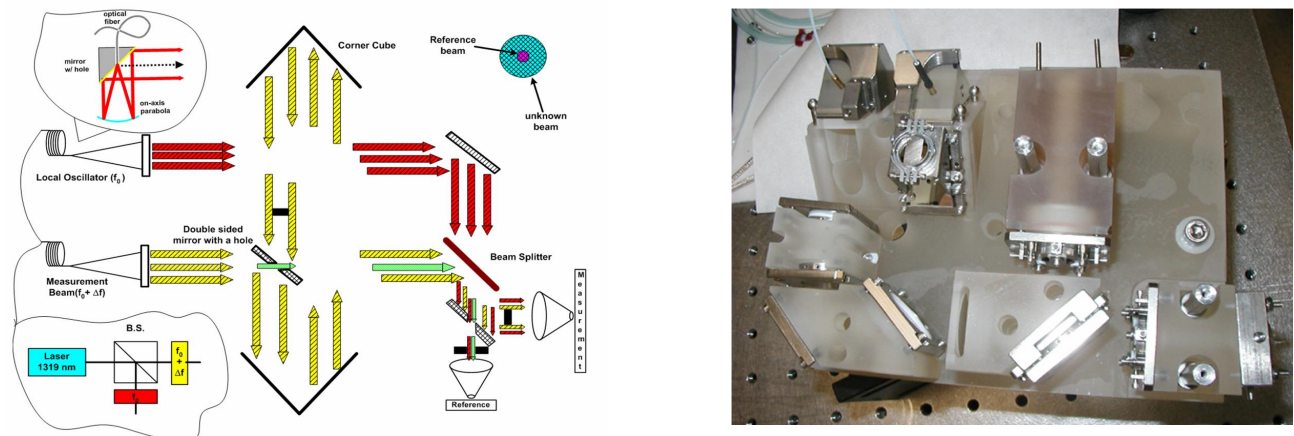 optical
fiber
mirror
w/ hole
on-axis
parabola
Corner Cube
Reference
beam
unknown
beam
Local Oscillator (f₀)
Double sided
mirror with a hole
Beam Splitter
Measurement
Beam(f₀+ Δf)
Measurement
B.S.
Laser
1319 nm
f₀
+
Δf
Reference